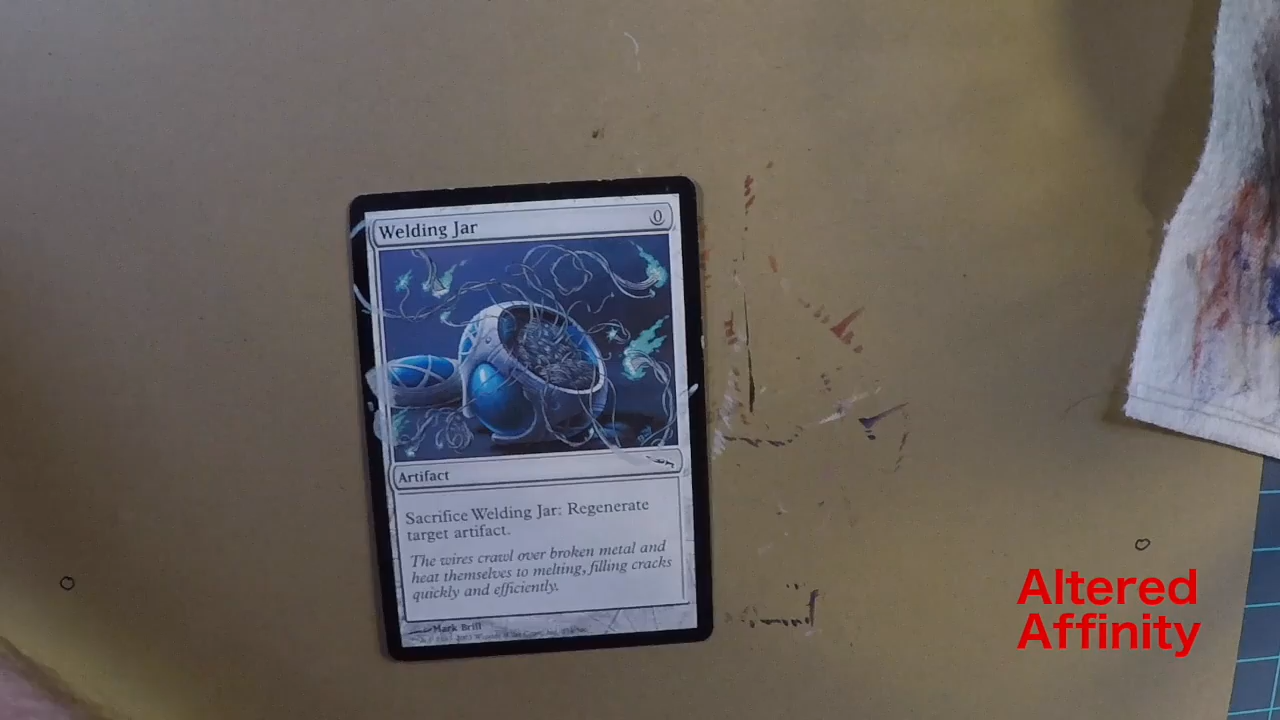 Welding Jar
0
Artifact
Sacrifice Welding Jar: Regenerate
target artifact.
The wires crawl over broken metal and
heat themselves to melting, filling cracks
quickly and efficiently.
Mark Brill
Altered
Affinity